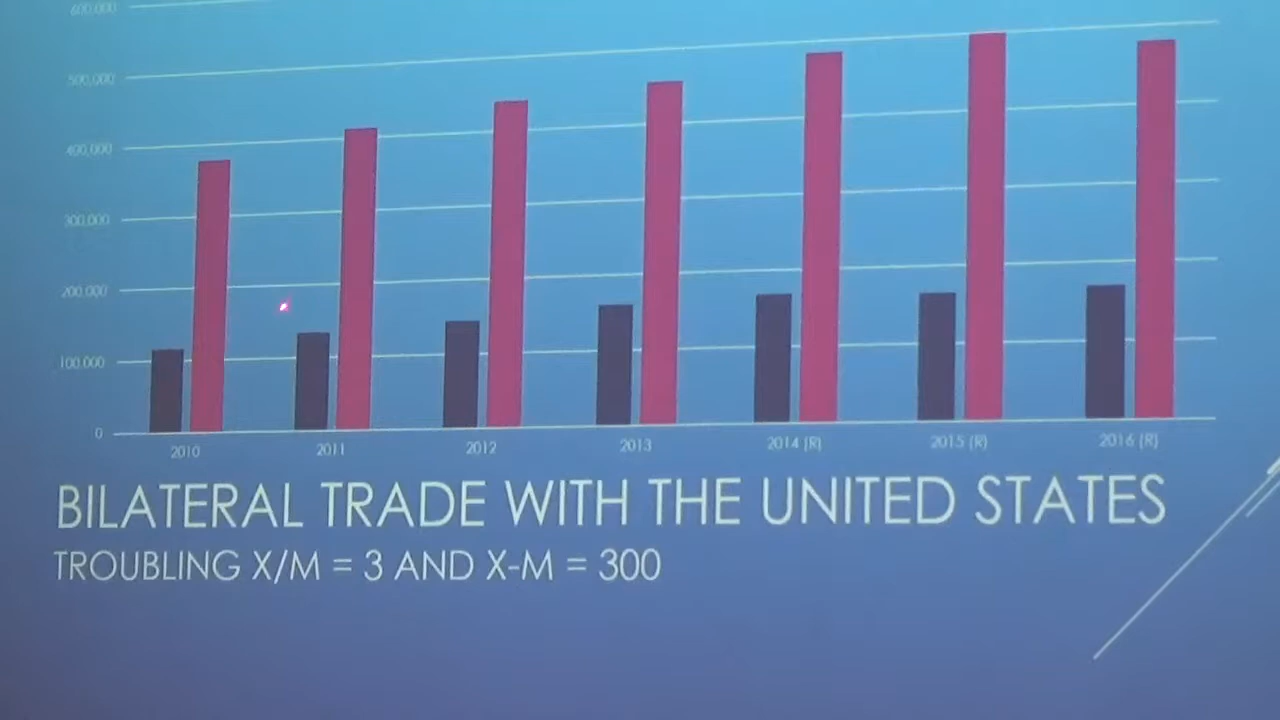 600,000
500,000
400,000
300,000
200,000
100,000
0
2010 2011 2012 2013 2014 (R) 2015 (R) 2016 (R)
BILATERAL TRADE WITH THE UNITED STATES
TROUBLING X/M = 3 AND X-M = 300